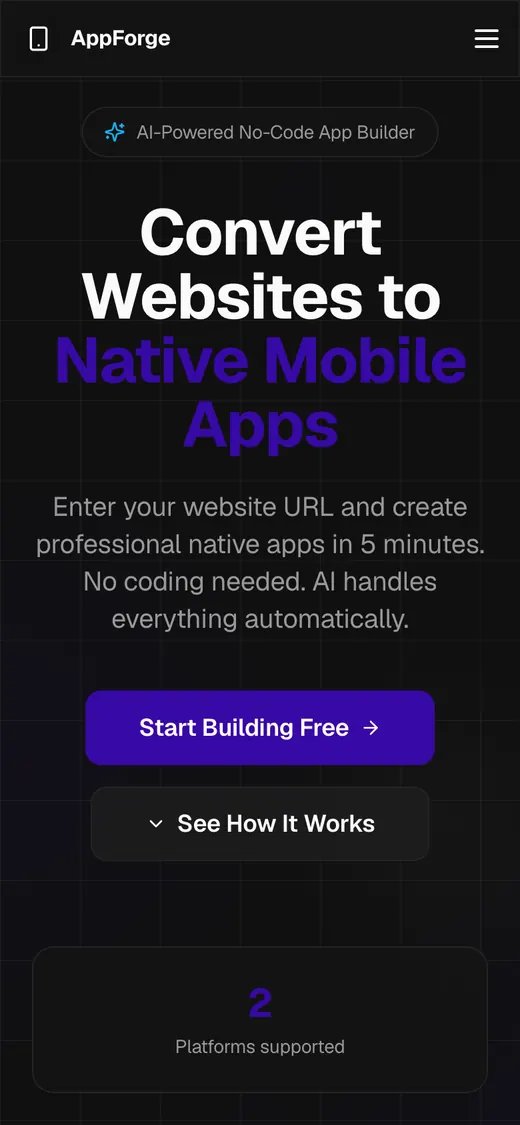 AppForge
AI-Powered No-Code App Builder
Convert
Websites to
Native Mobile
Apps
Enter your website URL and create
professional native apps in 5 minutes.
No coding needed. AI handles
everything automatically.
Start Building Free →
See How It Works
2
Platforms supported